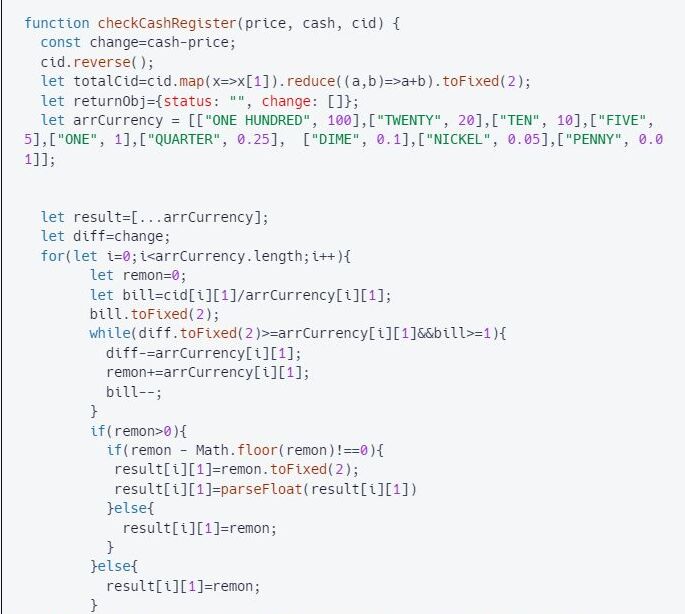 function checkCashRegister(price, cash, cid) {
const change=cash-price;
cid.reverse();
let totalCid=cid.map(x=>x[1]).reduce((a,b)=>a+b).toFixed(2);
let returnObj={status: "", change: []};
let arrCurrency = [["ONE HUNDRED", 100],["TWENTY", 20],["TEN", 10],["FIVE",
5],["ONE", 1],["QUARTER", 0.25],  ["DIME", 0.1],["NICKEL", 0.05],["PENNY", 0.0
1]];
let result=[...arrCurrency];
let diff=change;
for(let i=0;i<arrCurrency.length;i++){
let remon=0;
let bill=cid[i][1]/arrCurrency[i][1];
bill.toFixed(2);
while(diff.toFixed(2)>=arrCurrency[i][1]&&bill>=1){
diff-=arrCurrency[i][1];
remon+=arrCurrency[i][1];
bill--;
}
if(remon>0){
if(remon - Math.floor(remon)!==0){
result[i][1]=remon.toFixed(2);
result[i][1]=parseFloat(result[i][1])
}else{
result[i][1]=remon;
}
}else{
result[i][1]=remon;
}